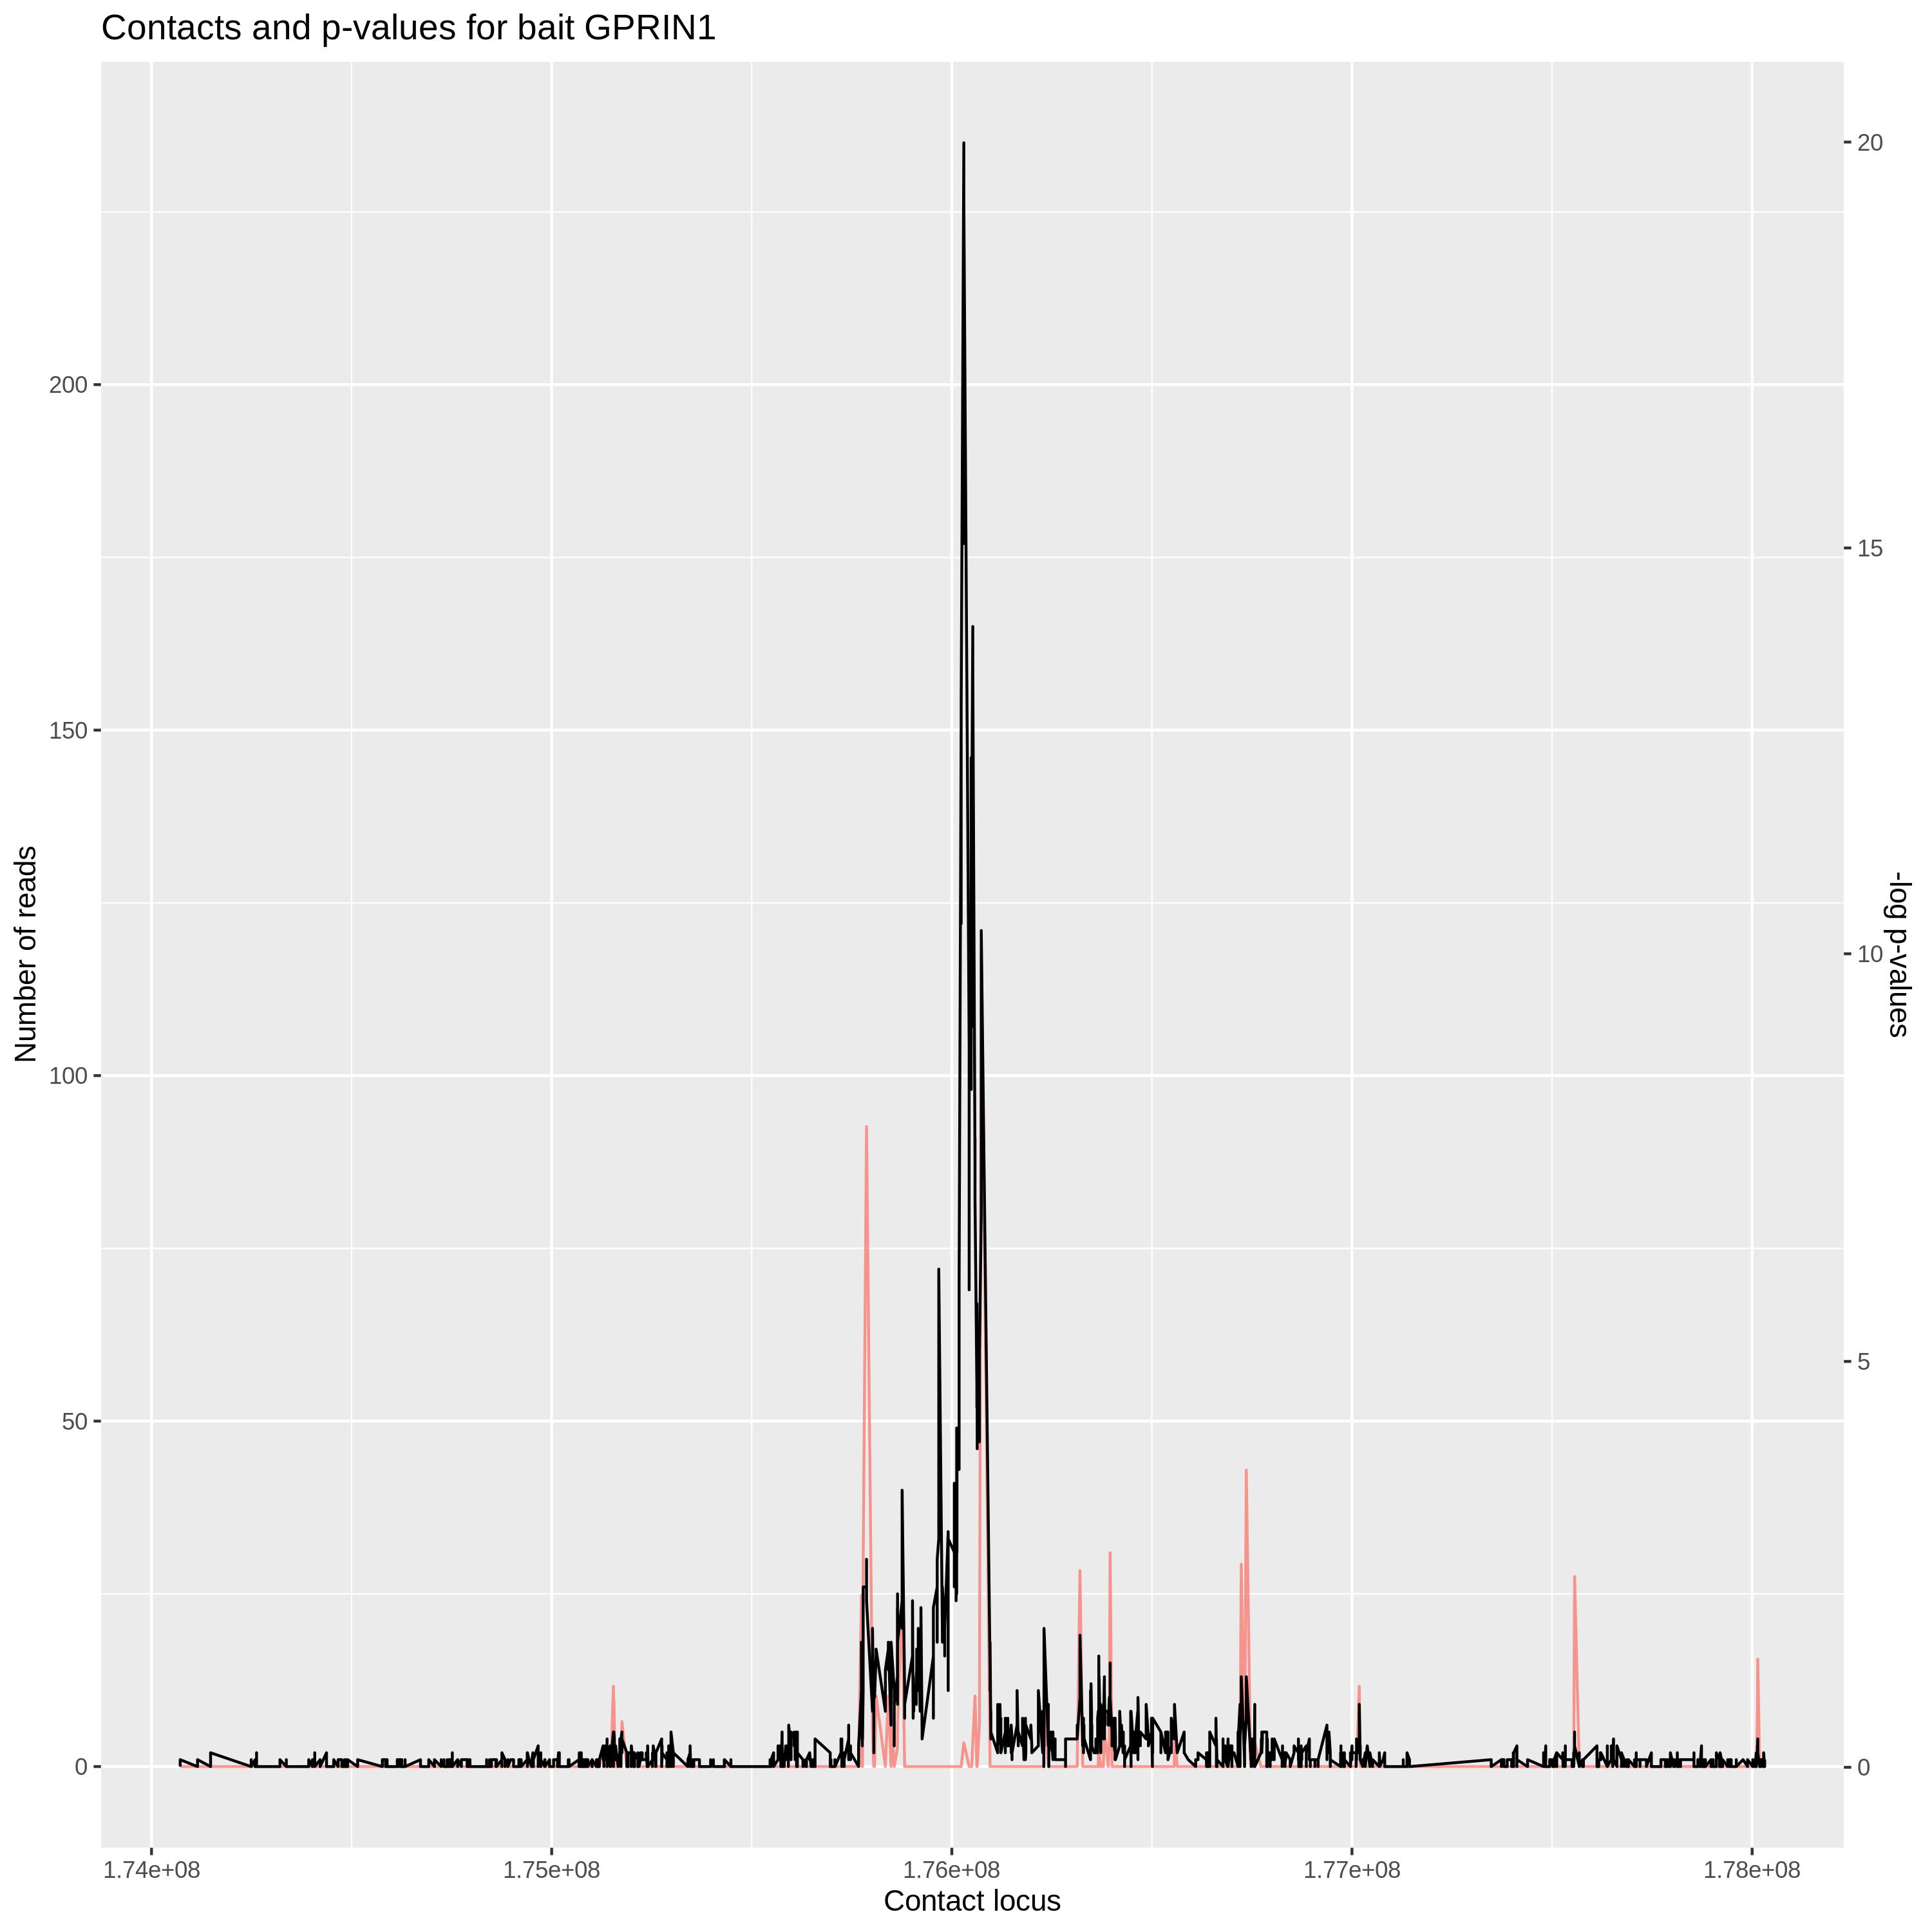 Contacts and p-values for bait GPRIN1
200
150
100
50
0
Number of reads
20
15
10
5
0
-log p-values
1.74e+08
1.75e+08
1.76e+08
1.77e+08
1.78e+08
Contact locus